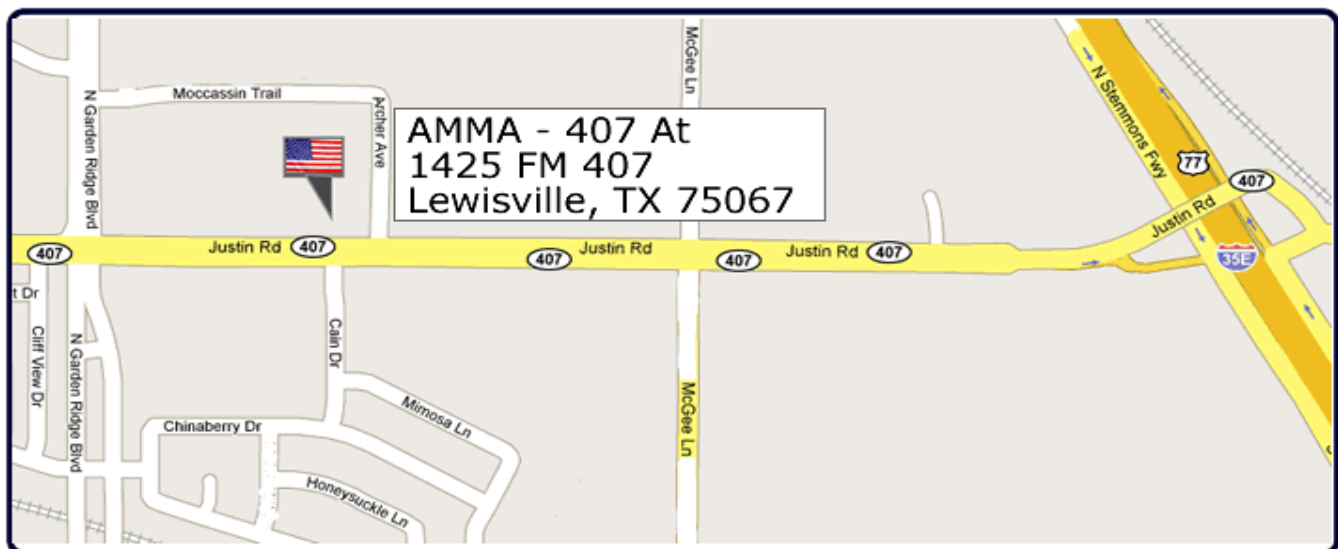 McGee Ln
N Stemmons Fwy
N Garden Ridge Blvd
Moccassin Trail
Archer Ave
AMMA - 407 At
1425 FM 407
Lewisville, TX 75067
77
407
Justin Rd
407
Justin Rd
407
407
Justin Rd
407
Justin Rd
407
35E
t Dr
Cliff View Dr
N Garden Ridge Blvd
Cain Dr
McGee Ln
Mimosa Ln
Chinaberry Dr
Honeysuckle Ln